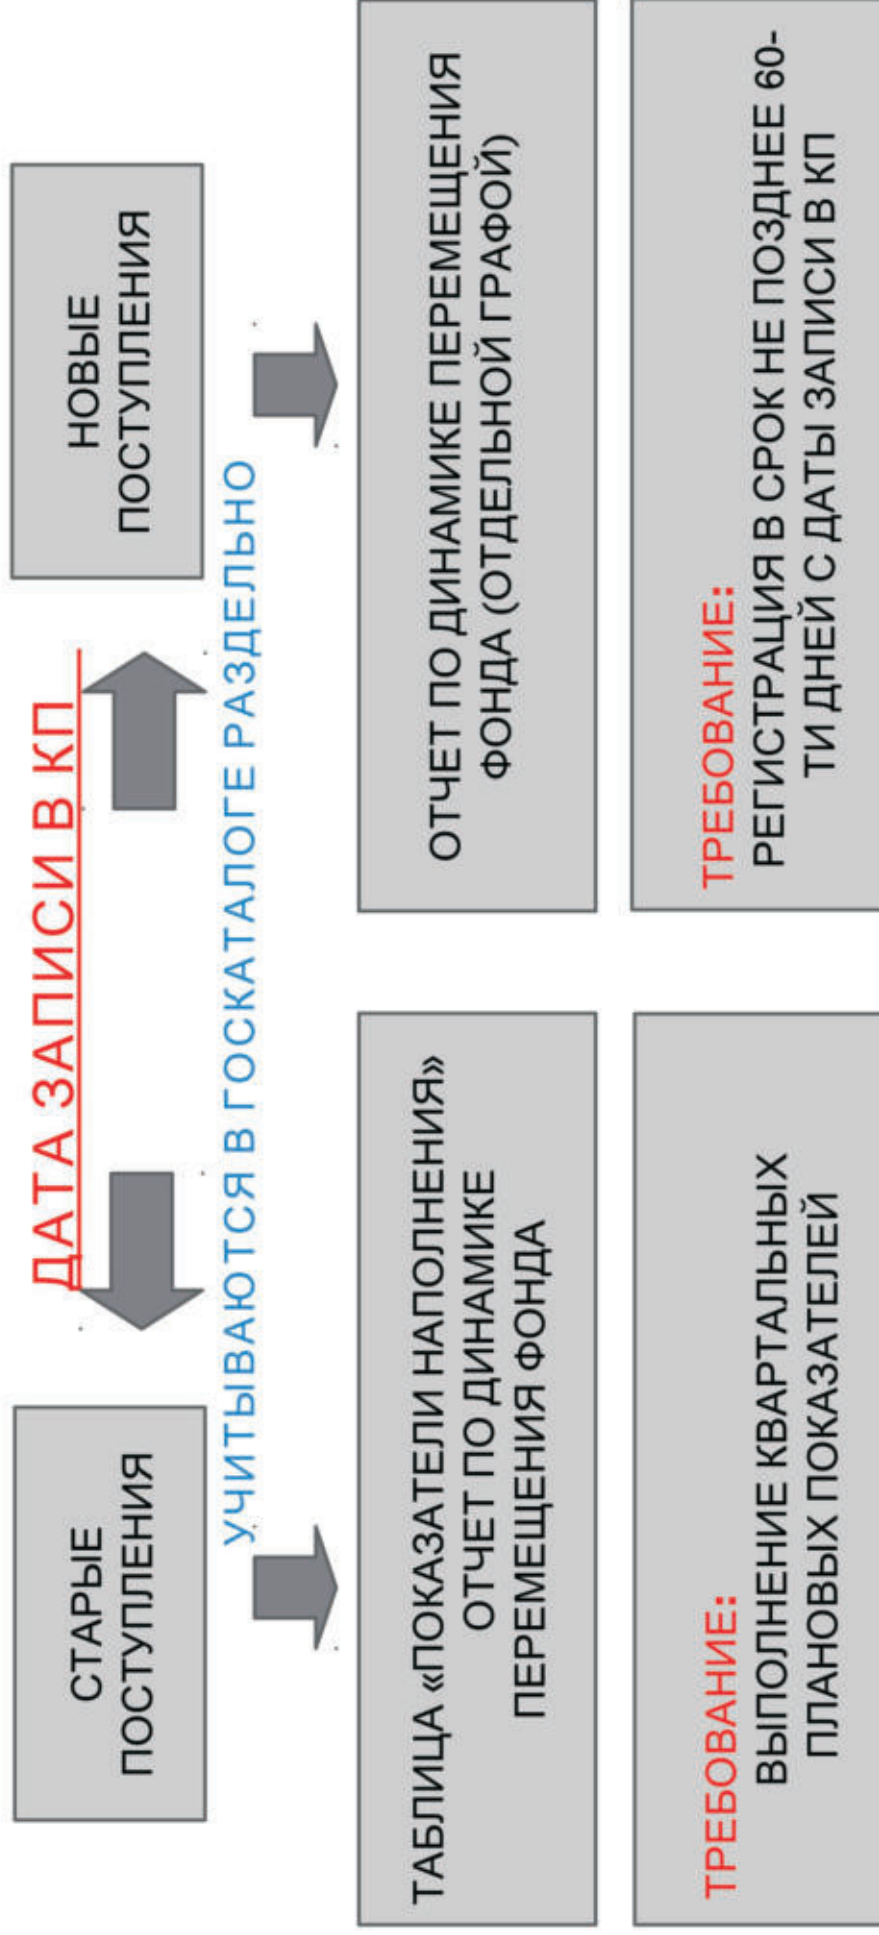 ДАТА ЗАПИСИ В КП
СТАРЫЕ
ПОСТУПЛЕНИЯ
НОВЫЕ
ПОСТУПЛЕНИЯ
УЧИТЫВАЮТСЯ В ГОСКАТАЛОГЕ РАЗДЕЛЬНО
ТАБЛИЦА «ПОКАЗАТЕЛИ НАПОЛНЕНИЯ»
ОТЧЕТ ПО ДИНАМИКЕ
ПЕРЕМЕЩЕНИЯ ФОНДА
ОТЧЕТ ПО ДИНАМИКЕ ПЕРЕМЕЩЕНИЯ
ФОНДА (ОТДЕЛЬНОЙ ГРАФОЙ)
ТРЕБОВАНИЕ:
ВЫПОЛНЕНИЕ КВАРТАЛЬНЫХ
ПЛАНОВЫХ ПОКАЗАТЕЛЕЙ
ТРЕБОВАНИЕ:
РЕГИСТРАЦИЯ В СРОК НЕ ПОЗДНЕЕ 60-
ТИ ДНЕЙ С ДАТЫ ЗАПИСИ В КП